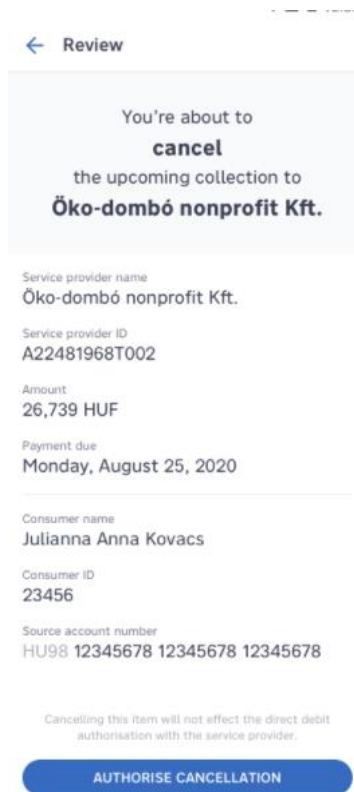 Review
You're about to
cancel
the upcoming collection to
Öko-dombó nonprofit Kft.
Service provider name
Öko-dombó nonprofit Kft.
Service provider ID
A22481968T002
Amount
26,739 HUF
Payment due
Monday, August 25, 2020
Consumer name
Julianna Anna Kovacs
Consumer ID
23456
Source account number
HU98 12345678 12345678 12345678
Cancelling this item will not effect the direct debit
authorisation with the service provider.
AUTHORISE CANCELLATION